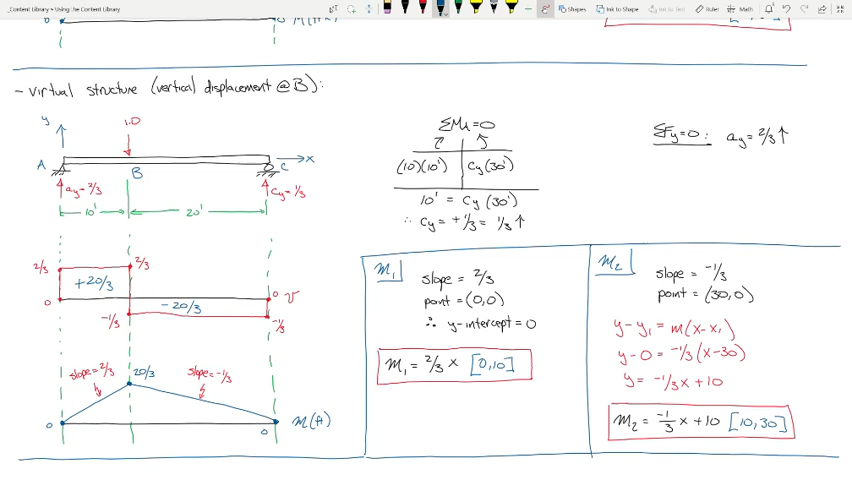 _Content Library » Using the Content Library
Shapes
Ink to Shape
Ink to Text
Ruler
Math
- Virtual structure (vertical displacement @ B):
y
1.0
A
B
C
x
ay = 2/3
Cy = 1/3
10'
20'
2/3
2/3
+20/3
0
0
V
-20/3
-1/3
-1/3
slope = 2/3
20/3
slope = -1/3
0
0
M(ft)
ΣMA = 0
(1.0)(10')
Cy(30')
10' = Cy(30')
∴ Cy = +1/3 = 1/3 ↑
ΣFy = 0 : ay = 2/3 ↑
M1
slope = 2/3
point = (0,0)
∴ y-intercept = 0
M1 = 2/3 x [0,10]
M2
slope = -1/3
point = (30,0)
y - y1 = m(x - x1)
y - 0 = -1/3(x - 30)
y = -1/3 x + 10
M2 = -1/3 x + 10 [10,30]